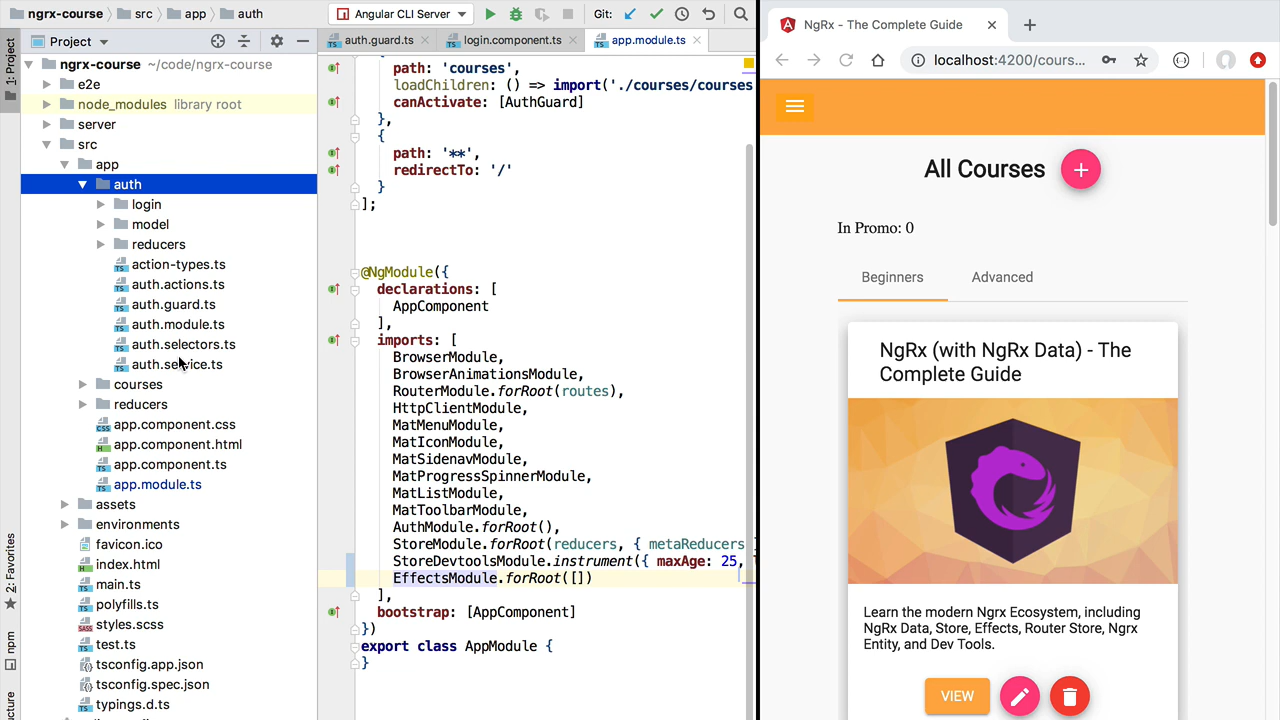 ngrx-course
src
app
auth
Angular CLI Server
Git:
1: Project
2: Favorites
npm
Project
ngrx-course ~/code/ngrx-course
e2e
node_modules library root
server
src
app
auth
login
model
reducers
action-types.ts
auth.actions.ts
auth.guard.ts
auth.module.ts
auth.selectors.ts
auth.service.ts
courses
reducers
app.component.css
app.component.html
app.component.ts
app.module.ts
assets
environments
favicon.ico
index.html
main.ts
polyfills.ts
styles.scss
test.ts
tsconfig.app.json
tsconfig.spec.json
typings.d.ts
auth.guard.ts
login.component.ts
app.module.ts
path: 'courses',
loadChildren: () => import('./courses/courses
canActivate: [AuthGuard]
},
{
path: '**',
redirectTo: '/'
}
];
@NgModule({
declarations: [
AppComponent
],
imports: [
BrowserModule,
BrowserAnimationsModule,
RouterModule.forRoot(routes),
HttpClientModule,
MatMenuModule,
MatIconModule,
MatSidenavModule,
MatProgressSpinnerModule,
MatListModule,
MatToolbarModule,
AuthModule.forRoot(),
StoreModule.forRoot(reducers, { metaReducers
StoreDevtoolsModule.instrument({ maxAge: 25,
EffectsModule.forRoot([])
],
bootstrap: [AppComponent]
})
export class AppModule {
}
NgRx - The Complete Guide
localhost:4200/cours...
All Courses
In Promo: 0
Beginners
Advanced
NgRx (with NgRx Data) - The
Complete Guide
Learn the modern Ngrx Ecosystem, including
NgRx Data, Store, Effects, Router Store, Ngrx
Entity, and Dev Tools.
VIEW